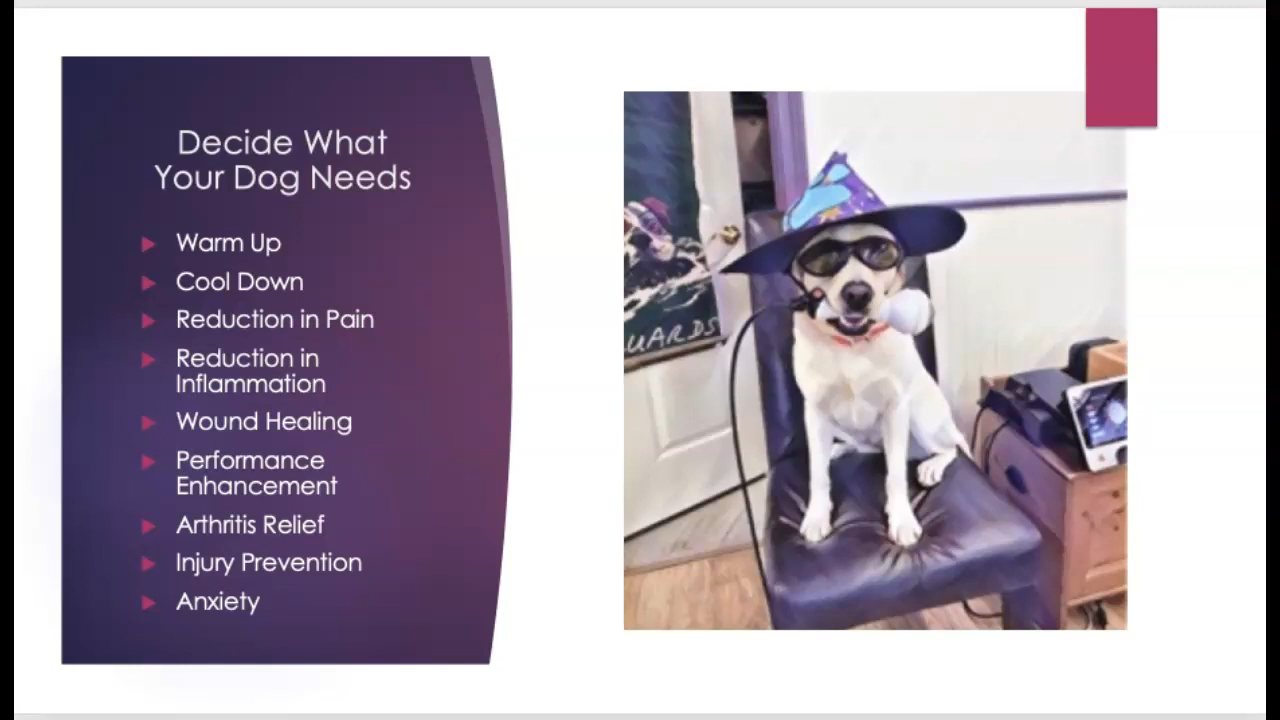 Decide What
Your Dog Needs
Warm Up
Cool Down
Reduction in Pain
Reduction in
Inflammation
Wound Healing
Performance
Enhancement
Arthritis Relief
Injury Prevention
Anxiety
UARDS